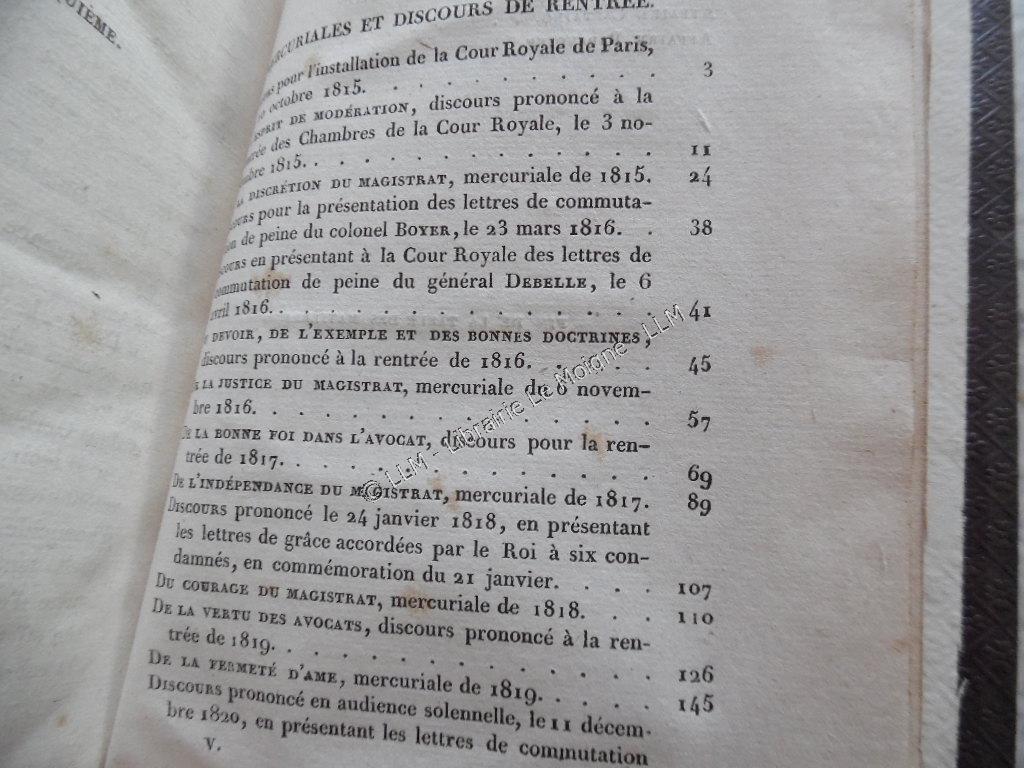 UIÈME.
MERCURIALES ET DISCOURS DE RENTRÉE.
pour l'installation de la Cour Royale de Paris,
octobre 1815. . . . . . . . . . . 3
ESPRIT DE MODÉRATION, discours prononcé à la
des Chambres de la Cour Royale, le 3 no-
bre 1815. . . . . . . . . . . . . 11
LA DISCRÉTION DU MAGISTRAT, mercuriale de 1815. 24
pour la présentation des lettres de commuta-
on de peine du colonel BOYER, le 23 mars 1816. . 38
en présentant à la Cour Royale des lettres de
ommutation de peine du général DEBELLE, le 6
vril 1816. . . . . . . . . . . . . 41
DEVOIR, DE L'EXEMPLE ET DES BONNES DOCTRINES,
discours prononcé à la rentrée de 1816. . . . . . 45
LA JUSTICE DU MAGISTRAT, mercuriale du 6 novem-
bre 1816. . . . . . . . . . . . . 57
DE LA BONNE FOI DANS L'AVOCAT, discours pour la ren-
trée de 1817. . . . . . . . . . . . 69
DE L'INDÉPENDANCE DU MAGISTRAT, mercuriale de 1817. 89
DISCOURS prononcé le 24 janvier 1818, en présentant
les lettres de grâce accordées par le Roi à six con-
damnés, en commémoration du 21 janvier. . . . . 107
DU COURAGE DU MAGISTRAT, mercuriale de 1818. . . 110
DE LA VERTU DES AVOCATS, discours prononcé à la ren-
trée de 1819. . . . . . . . . . . . 126
DE LA FERMETÉ D'AME, mercuriale de 1819. . . . . 145
DISCOURS prononcé en audience solennelle, le 11 décem-
bre 1820, en présentant les lettres de commutation
V.
© LLM - Librairie Le Moigne - LLM